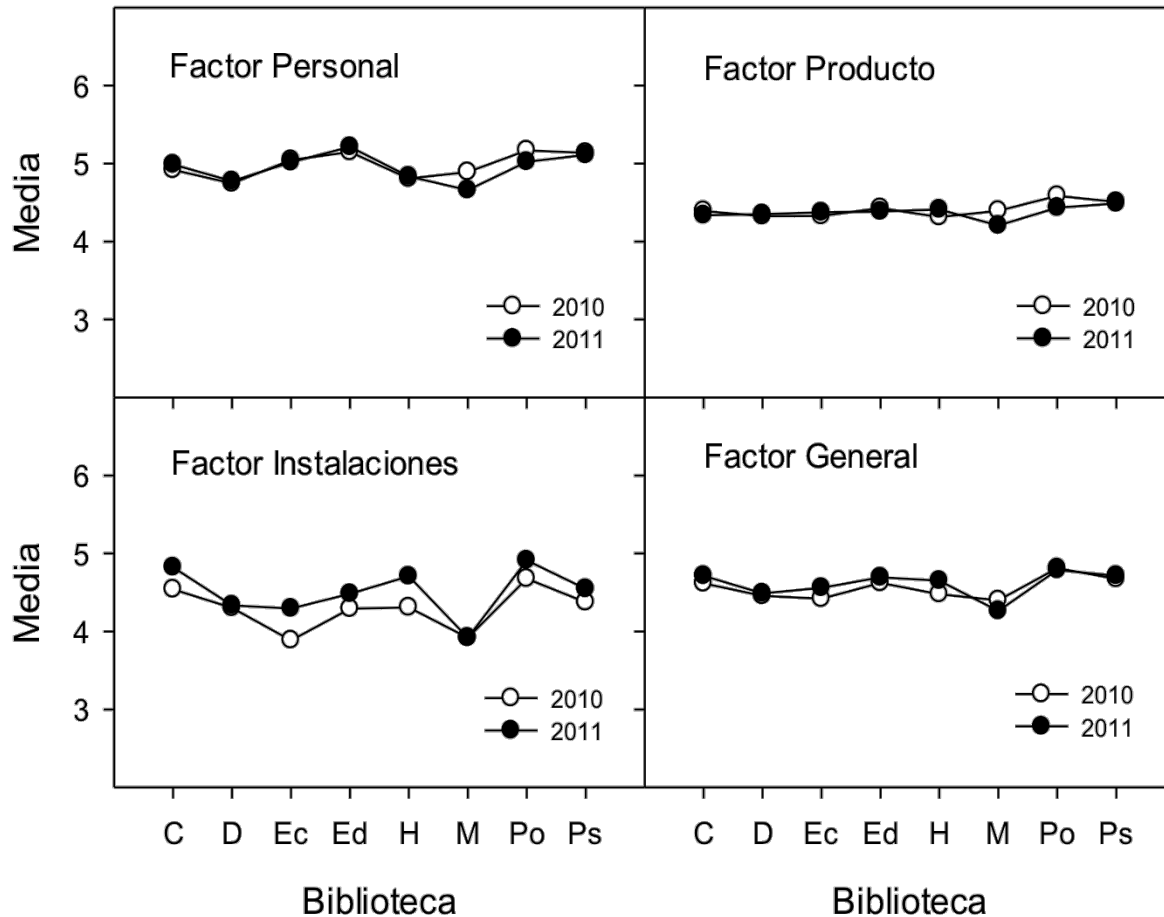 Factor Personal
Factor Producto
6
5
4
3
Media
2010
2011
2010
2011
Factor Instalaciones
Factor General
6
5
4
3
Media
2010
2011
2010
2011
C D Ec Ed H M Po Ps
C D Ec Ed H M Po Ps
Biblioteca
Biblioteca